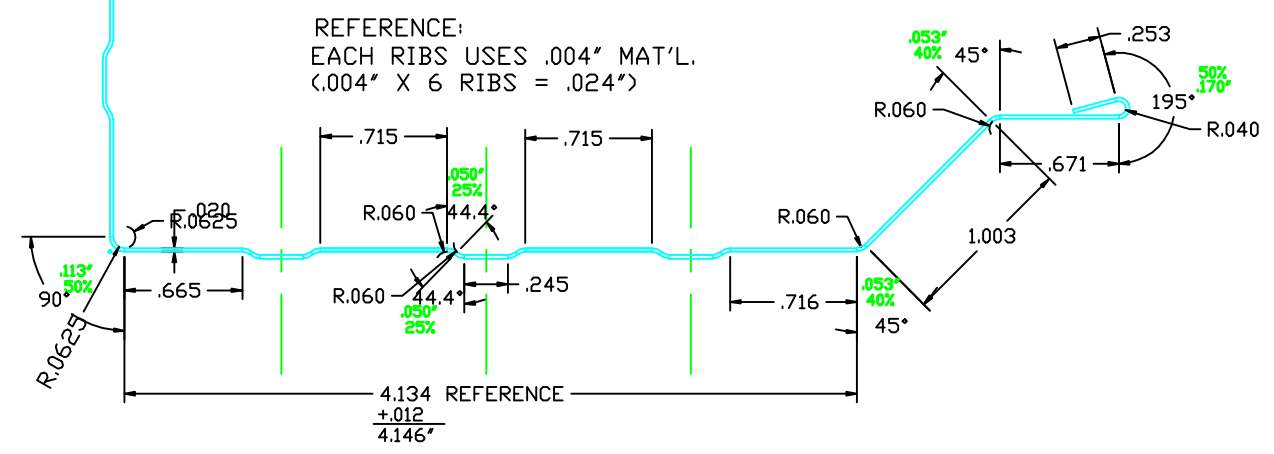 REFERENCE:
EACH RIBS USES .004" MAT'L.
(.004" X 6 RIBS = .024")
.053"
40%
45°
.253
50%
.170"
195°
R.060
R.040
.715
.715
.671
.050"
25%
.020
R.0625
R.060
44.4°
R.060
1.003
.113"
50%
90°
.665
R.060
44.4°
.245
.050"
25%
.716
.053"
40%
45°
R.0625
4.134 REFERENCE
+.012
4.146"